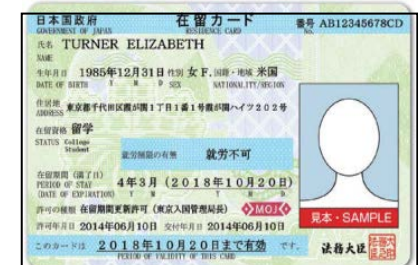 日本国政府 在留カード 番号 AB12345678CD
GOVERNMENT OF JAPAN RESIDENCE CARD No.
氏名 TURNER ELIZABETH
NAME
生年月日 1985年12月31日 性別 女 F. 国籍・地域 米国
DATE OF BIRTH Y M D SEX NATIONALITY/REGION
住居地 東京都千代田区霞が関1丁目1番1号霞が関ハイツ202号
ADDRESS
在留資格 留学
STATUS College
Student
就労制限の有無 就労不可
在留期間(満了日) 4年3月(2018年10月20日)
PERIOD OF STAY
(DATE OF EXPIRATION) Y M Y M D
許可の種類 在留期間更新許可(東京入国管理局長) MOJ
許可年月日 2014年06月10日 交付年月日 2014年06月10日
見本・SAMPLE
このカードは 2018年10月20日まで有効 です。
PERIOD OF VALIDITY OF THIS CARD
法務大臣